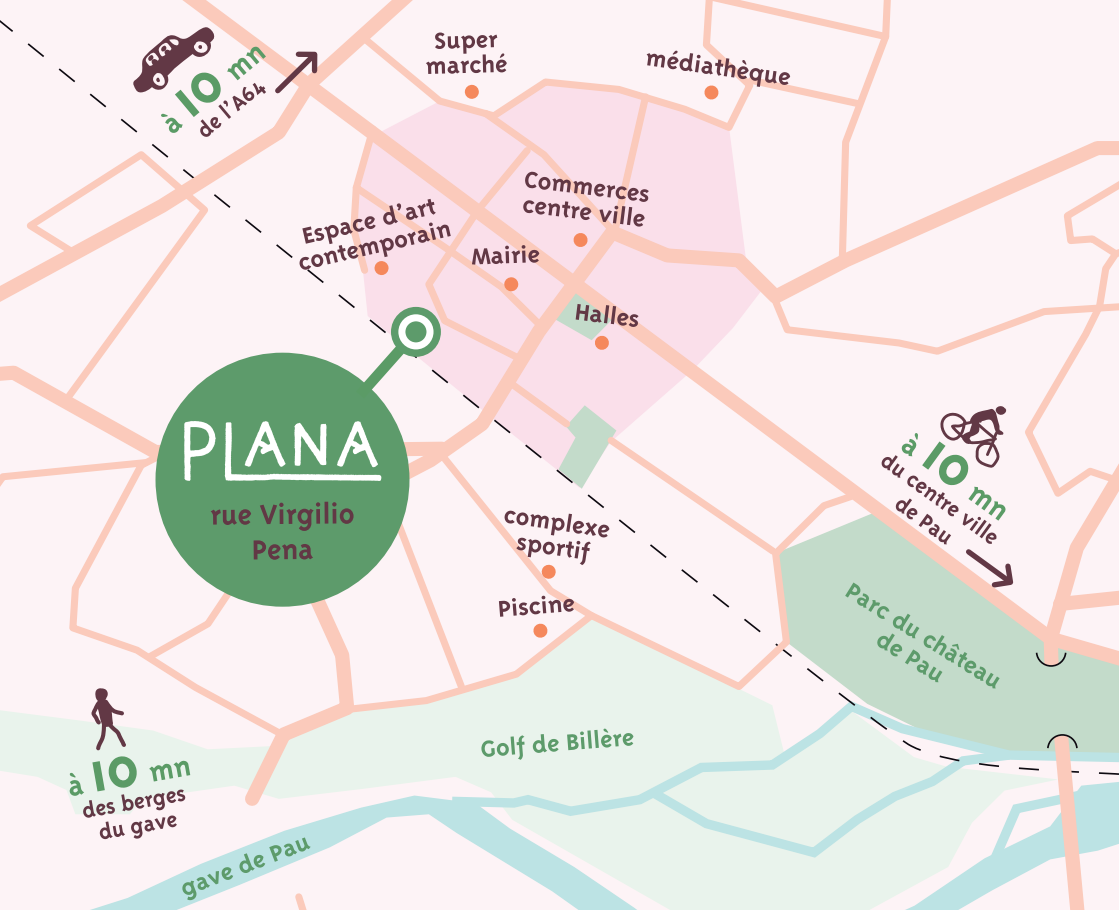 Super
marché
médiathèque
à 10 mn
de l'A64
Commerces
centre ville
Espace d'art
contemporain
Mairie
Halles
PLANA
rue Virgilio
Pena
à 10 mn
du centre ville
de Pau
complexe
sportif
Piscine
Parc du château
de Pau
Golf de Billère
à 10 mn
des berges
du gave
gave de Pau